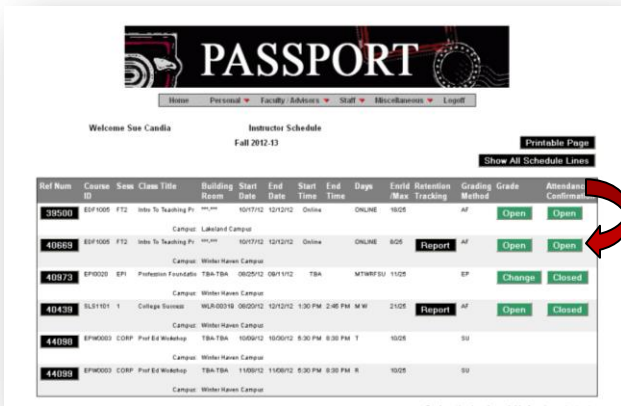 PASSPORT
Home Personal Faculty / Advisors Staff Miscellaneous Logoff
Welcome Sue Candia Instructor Schedule
Fall 2012-13
Printable Page
Show All Schedule Lines
Ref Num Course ID Sess Class Title Building Room Start Date End Date Start Time End Time Days Enrld /Max Retention Tracking Grading Method Grade Attendance Confirmation
39500 EDF1005 FT2 Intro To Teaching Pr ***-*** 10/17/12 12/12/12 Online ONLINE 18/25 AF Open Open
Campus: Lakeland Campus
40669 EDF1005 FT2 Intro To Teaching Pr ***-*** 10/17/12 12/12/12 Online ONLINE 8/25 Report AF Open Open
Campus: Winter Haven Campus
40973 EPI0020 EPI Profession Foundatio TBA-TBA 08/25/12 09/11/12 TBA MTWRFSU 11/25 EP Change Closed
Campus: Winter Haven Campus
40439 SLS1101 1 College Success 08/20/12 12/12/12 1:30 PM 2:45 PM M W 21/25 Report AF Open Closed
Campus: Winter Haven Campus
44098 EPW0003 CORP Prof Ed Workshop TBA-TBA 10/09/12 10/30/12 5:30 PM 8:30 PM T 10/25 SU
Campus: Winter Haven Campus
44099 EPW0003 CORP Prof Ed Workshop TBA-TBA 11/08/12 11/08/12 5:30 PM 8:30 PM R 10/25 SU
Campus: Winter Haven Campus